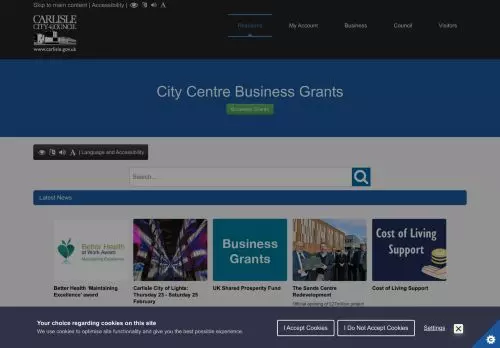 Skip to main content | Accessibility |
CARLISLE
CITY COUNCIL
www.carlisle.gov.uk
Residents
My Account
Business
Council
Visitors
City Centre Business Grants
Business Grants
| Language and Accessibility
Search...
Latest News
Better Health
at Work Award
Maintaining Excellence
Business
Grants
Cost of Living
Support
Better Health 'Maintaining
Excellence' award
Carlisle City of Lights:
Thursday 23 - Saturday 25
February
UK Shared Prosperity Fund
The Sands Centre
Redevelopment
Official opening of £27million project
Cost of Living Support
Your choice regarding cookies on this site
We use cookies to optimise site functionality and give you the best possible experience.
I Accept Cookies
I Do Not Accept Cookies
Settings